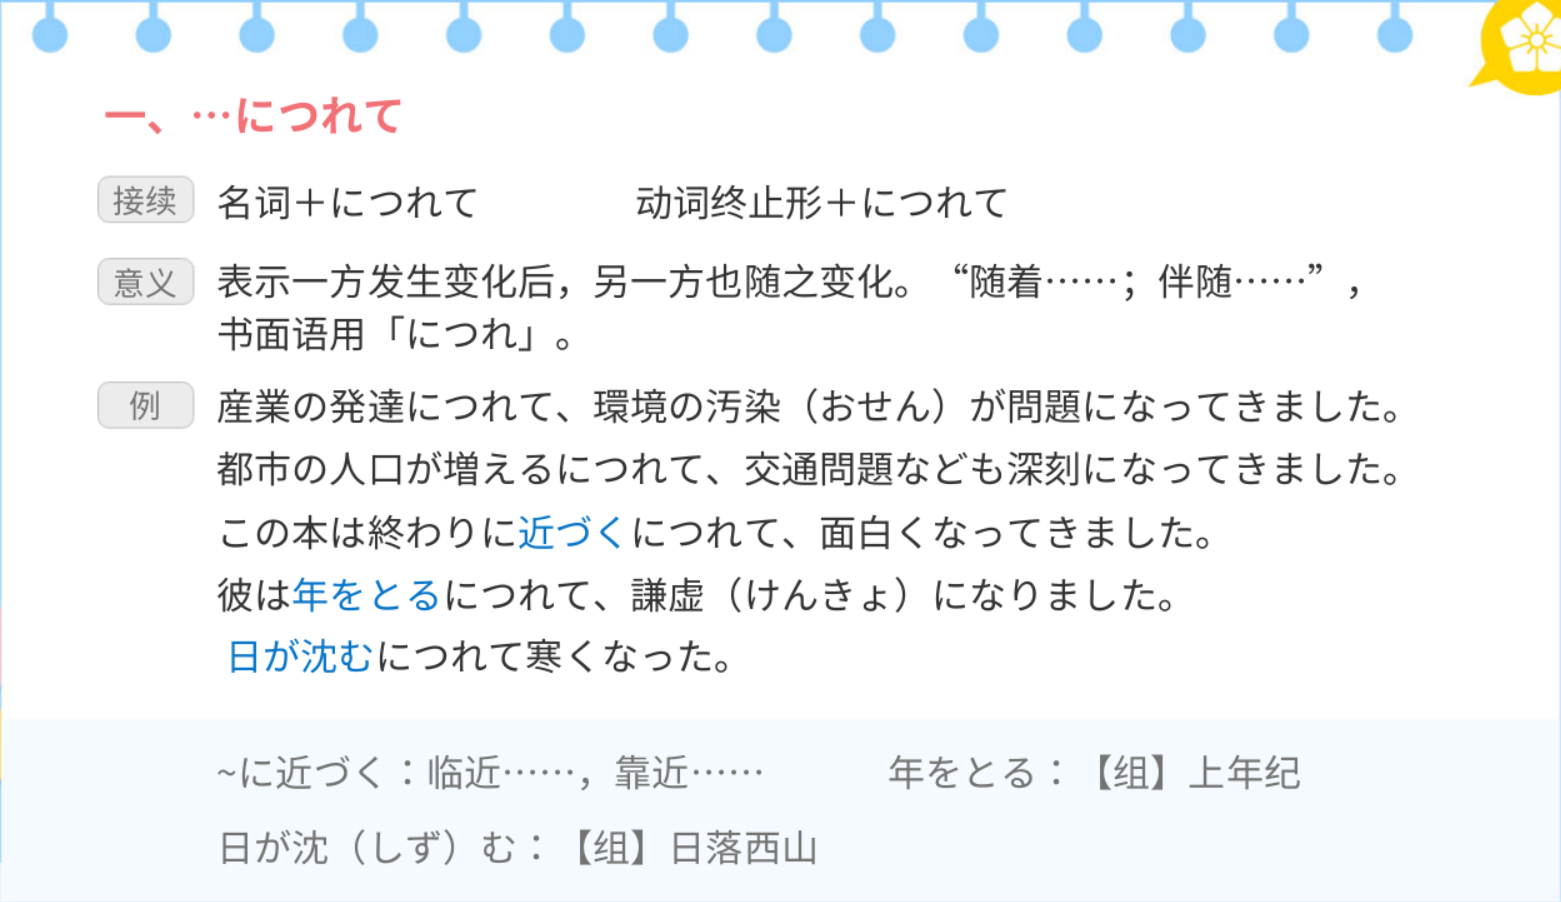 一、…につれて
接续 名词＋につれて 动词终止形＋につれて
意义 表示一方发生变化后，另一方也随之变化。“随着……；伴随……”，
书面语用「につれ」。
例 産業の発達につれて、環境の汚染（おせん）が問題になってきました。
都市の人口が増えるにつれて、交通問題なども深刻になってきました。
この本は終わりに近づくにつれて、面白くなってきました。
彼は年をとるにつれて、謙虚（けんきょ）になりました。
日が沈むにつれて寒くなった。
~に近づく：临近……，靠近…… 年をとる：【组】上年纪
日が沈（しず）む：【组】日落西山